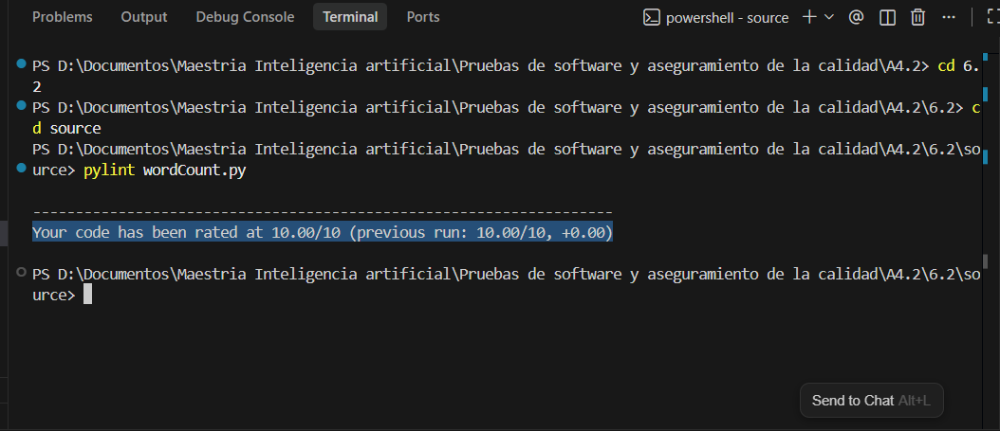 Problems Output Debug Console Terminal Ports powershell - source @ ...
PS D:\Documentos\Maestria Inteligencia artificial\Pruebas de software y aseguramiento de la calidad\A4.2> cd 6.
2
PS D:\Documentos\Maestria Inteligencia artificial\Pruebas de software y aseguramiento de la calidad\A4.2\6.2> c
d source
PS D:\Documentos\Maestria Inteligencia artificial\Pruebas de software y aseguramiento de la calidad\A4.2\6.2\so
urce> pylint wordCount.py
--------------------------------------------------------------------
Your code has been rated at 10.00/10 (previous run: 10.00/10, +0.00)
PS D:\Documentos\Maestria Inteligencia artificial\Pruebas de software y aseguramiento de la calidad\A4.2\6.2\so
urce>
Send to Chat Alt+L